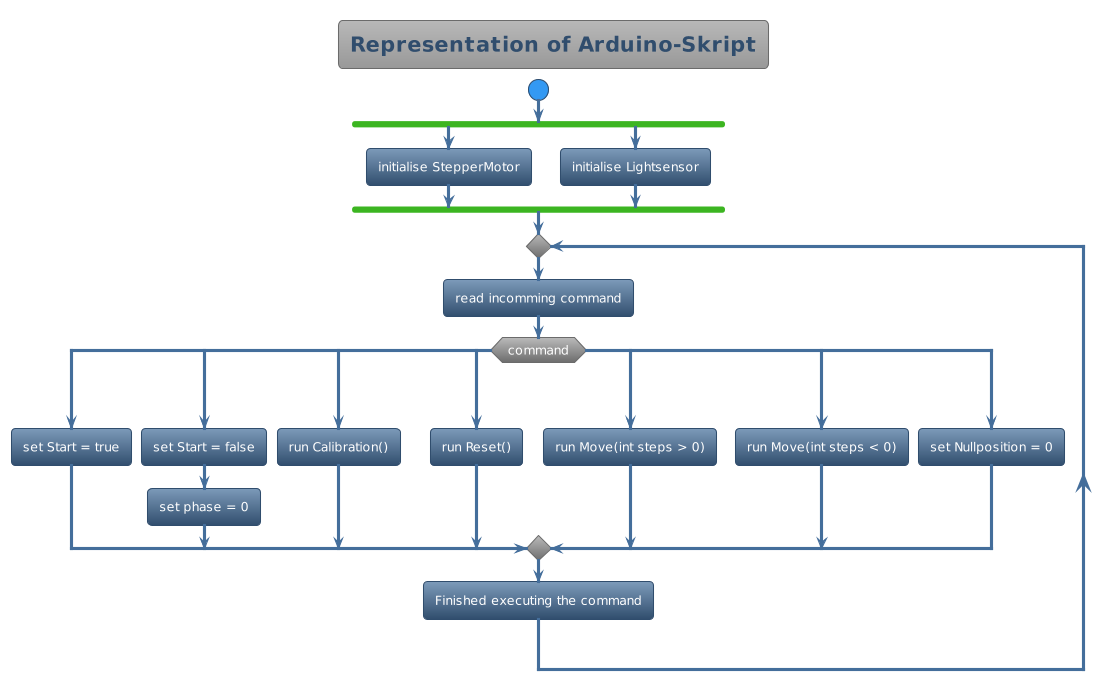 Representation of Arduino-Skript
initialise StepperMotor
initialise Lightsensor
read incomming command
command
set Start = true
set Start = false
run Calibration()
run Reset()
run Move(int steps > 0)
run Move(int steps < 0)
set Nullposition = 0
set phase = 0
Finished executing the command